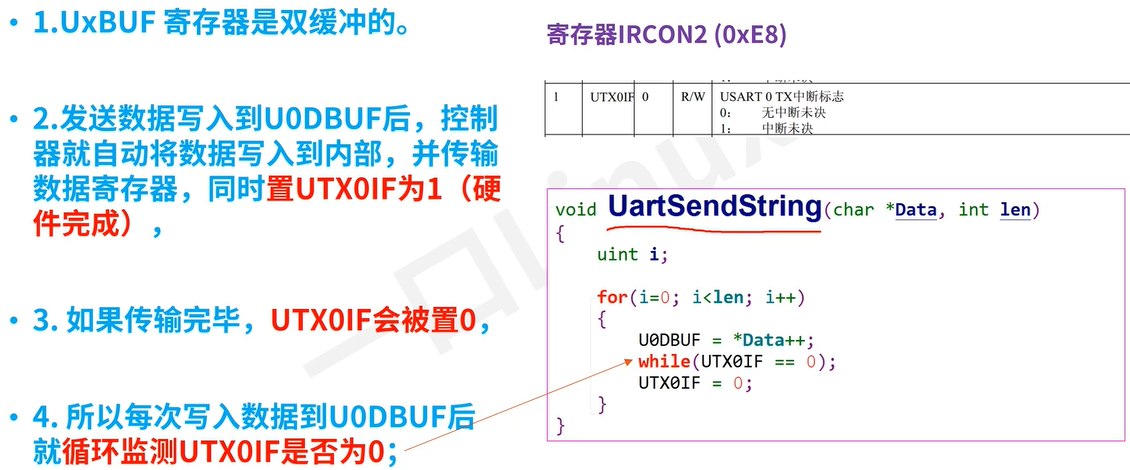 • 1.UxBUF 寄存器是双缓冲的。
• 2.发送数据写入到U0DBUF后，控制
器就自动将数据写入到内部，并传输
数据寄存器，同时置UTX0IF为1（硬
件完成），
• 3. 如果传输完毕，UTX0IF会被置0，
• 4. 所以每次写入数据到U0DBUF后
就循环监测UTX0IF是否为0；
寄存器IRCON2 (0xE8)
1 UTX0IF 0 R/W USART 0 TX中断标志
0： 无中断未决
1： 中断未决
void UartSendString(char *Data, int len)
{
uint i;
for(i=0; i<len; i++)
{
U0DBUF = *Data++;
while(UTX0IF == 0);
UTX0IF = 0;
}
}
一口Linux